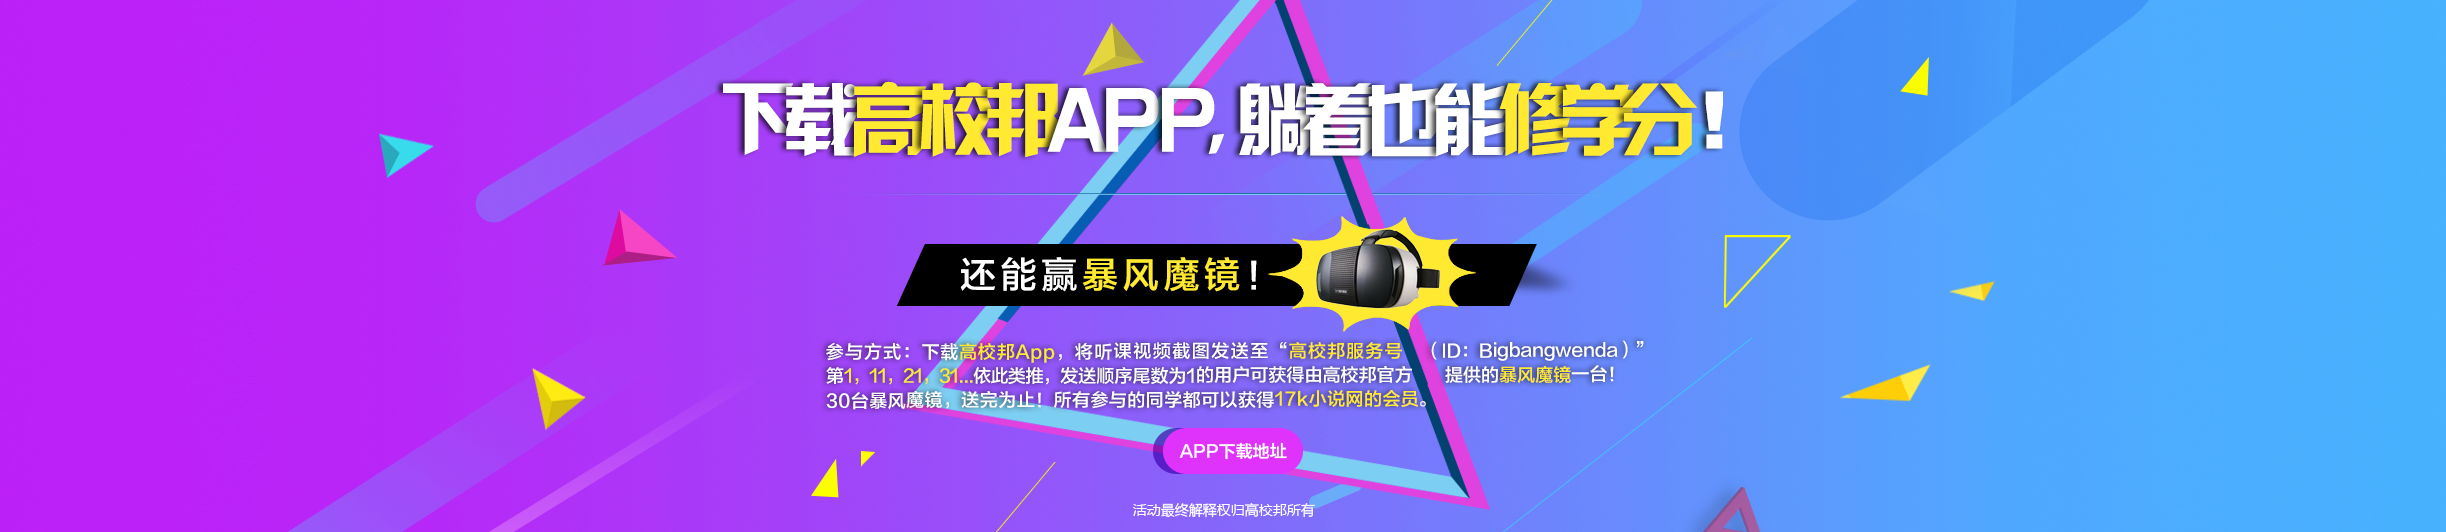 下载高校邦APP,躺着也能修学分!
还能赢暴风魔镜!
参与方式：下载高校邦App，将听课视频截图发送至“高校邦服务号 （ID：Bigbangwenda）”
第1，11，21，31...依此类推，发送顺序尾数为1的用户可获得由高校邦官方 提供的暴风魔镜一台！
30台暴风魔镜，送完为止！所有参与的同学都可以获得17k小说网的会员。
APP下载地址
活动最终解释权归高校邦所有